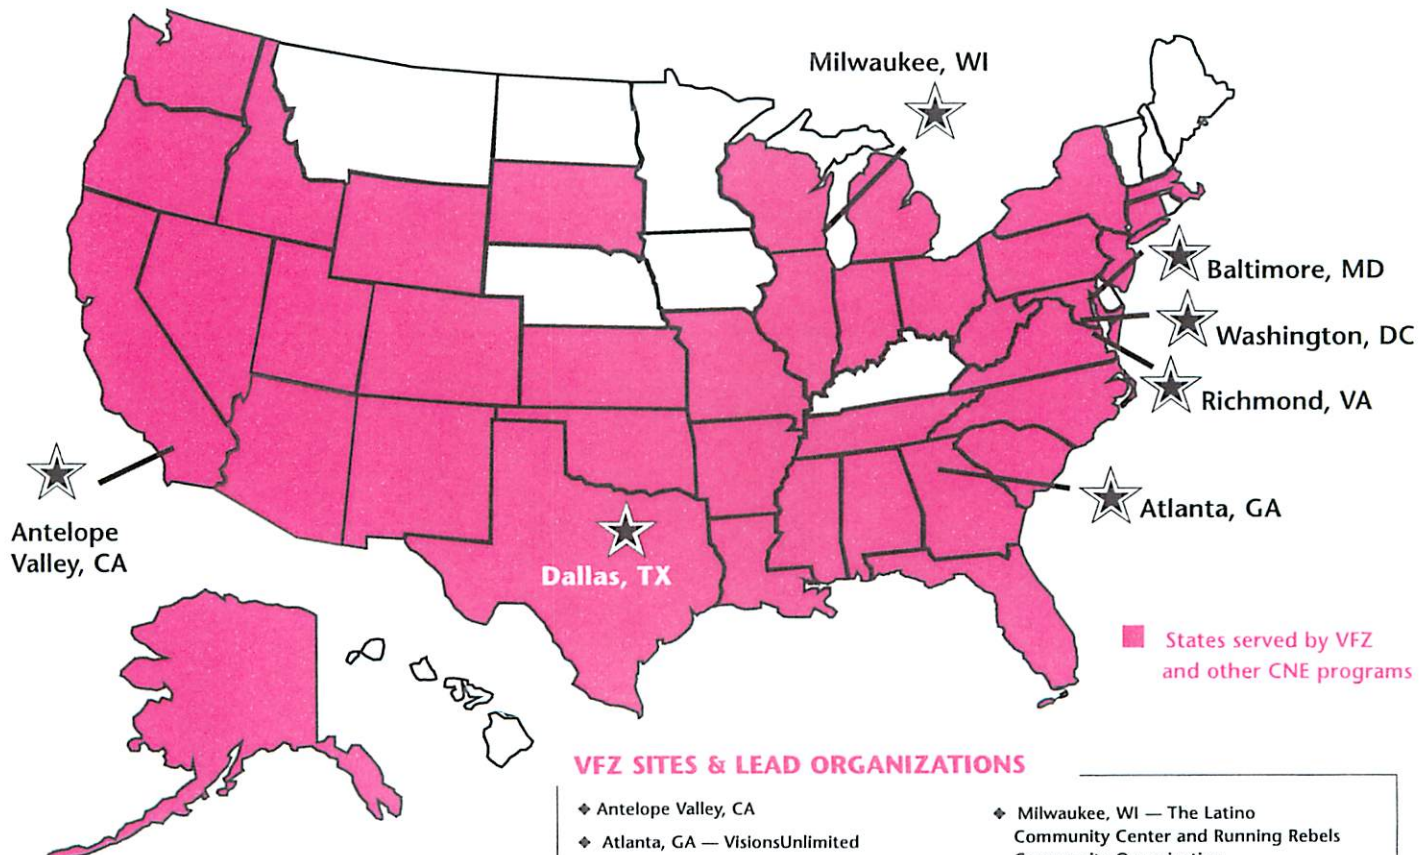 Milwaukee, WI
Baltimore, MD
Washington, DC
Richmond, VA
Atlanta, GA
Antelope
Valley, CA
Dallas, TX
States served by VFZ
and other CNE programs
VFZ SITES & LEAD ORGANIZATIONS
❖ Antelope Valley, CA
❖ Atlanta, GA — VisionsUnlimited
❖ Milwaukee, WI — The Latino
Community Center and Running Rebels